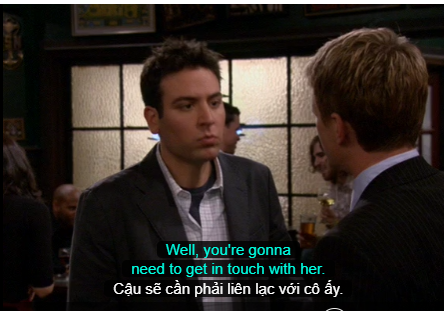 Well, you're gonna
need to get in touch with her.
Cậu sẽ cần phải liên lạc với cô ấy.